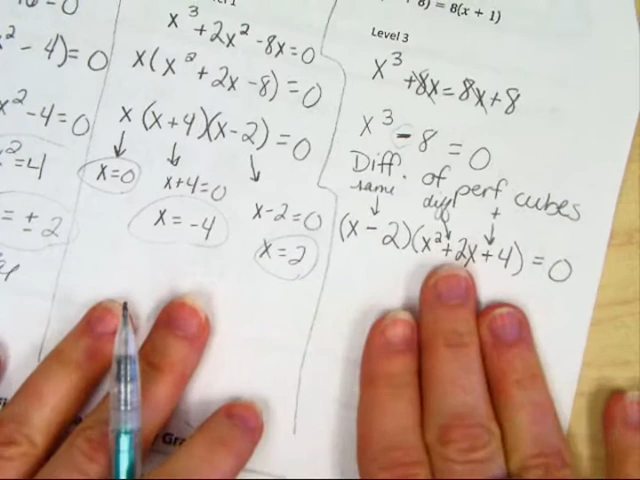 ² - 4) = 0
x² - 4 = 0
² = 4
= ± 2
x³ + 2x² - 8x = 0
x(x² + 2x - 8) = 0
x(x + 4)(x - 2) = 0
x = 0
x + 4 = 0
x = -4
x - 2 = 0
x = 2
8) = 8(x + 1)
Level 3
x³ + 8x = 8x + 8
x³ - 8 = 0
Diff. of perf cubes
same diff +
(x - 2)(x² + 2x + 4) = 0